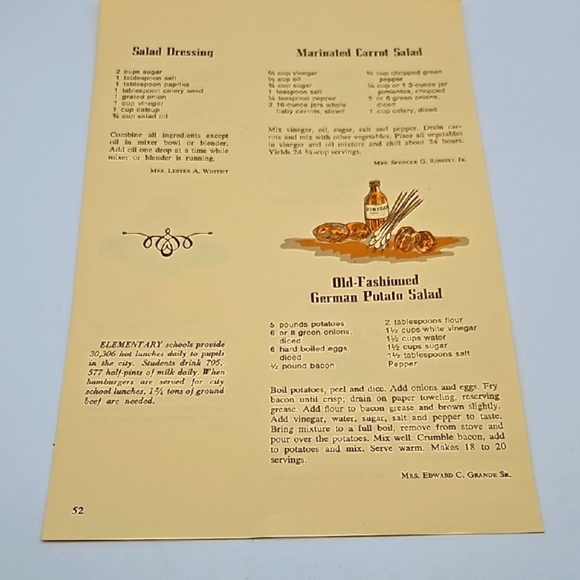 Salad Dressing
2 cups sugar
1 tablespoon salt
1 tablespoon paprika
1 tablespoon celery seed
1 grated onion
1 cup vinegar
1 cup catsup
¾ cup salad oil
Combine all ingredients except
oil in mixer bowl or blender.
Add oil one drop at a time while
mixer or blender is running.
Mrs. Lester A.
ELEMENTARY schools provide
30,306 hot lunches daily to pupils
in the city. Students drink 705,
577 half-pints of milk daily. When
hamburgers are served for city
school lunches, 1¾ tons of ground
beef are needed.
52
Marinated Carrot Salad
cup vinegar
½ cup oil
cup sugar
1 teaspoon salt
teaspoon pepper
2 16-ounce jars whole
baby carrots, sliced
½ cup chopped green
pepper
¼ cup or 1 3-ounce jar
pimientos, chopped
5 or 6 green onions,
diced
1 cup celery, diced
Mix vinegar, oil, sugar, salt and pepper. Drain car-
rots and mix with other vegetables. Place all vegetables
in vinegar and oil mixture and chill about 24 hours.
Yields 24 -cup servings.
Mrs. Spencer G. Jr.
VINEGAR
Old-Fashioned
German Potato Salad
5 pounds potatoes
6 or 8 green onions,
diced
6 hard boiled eggs,
diced
½ pound bacon
2 tablespoons flour
1½ cups white vinegar
1½ cups water
1½ cups sugar
1½ tablespoons salt
Pepper
Boil potatoes, peel and dice. Add onions and eggs. Fry
bacon until crisp; drain on paper toweling, reserving
grease. Add flour to bacon grease and brown slightly.
Add vinegar, water, sugar, salt and pepper to taste.
Bring mixture to a full boil, remove from stove and
pour over the potatoes. Mix well. Crumble bacon, add
to potatoes and mix. Serve warm. Makes 18 to 20
servings.
Mrs. Edward C. Grande Sr.